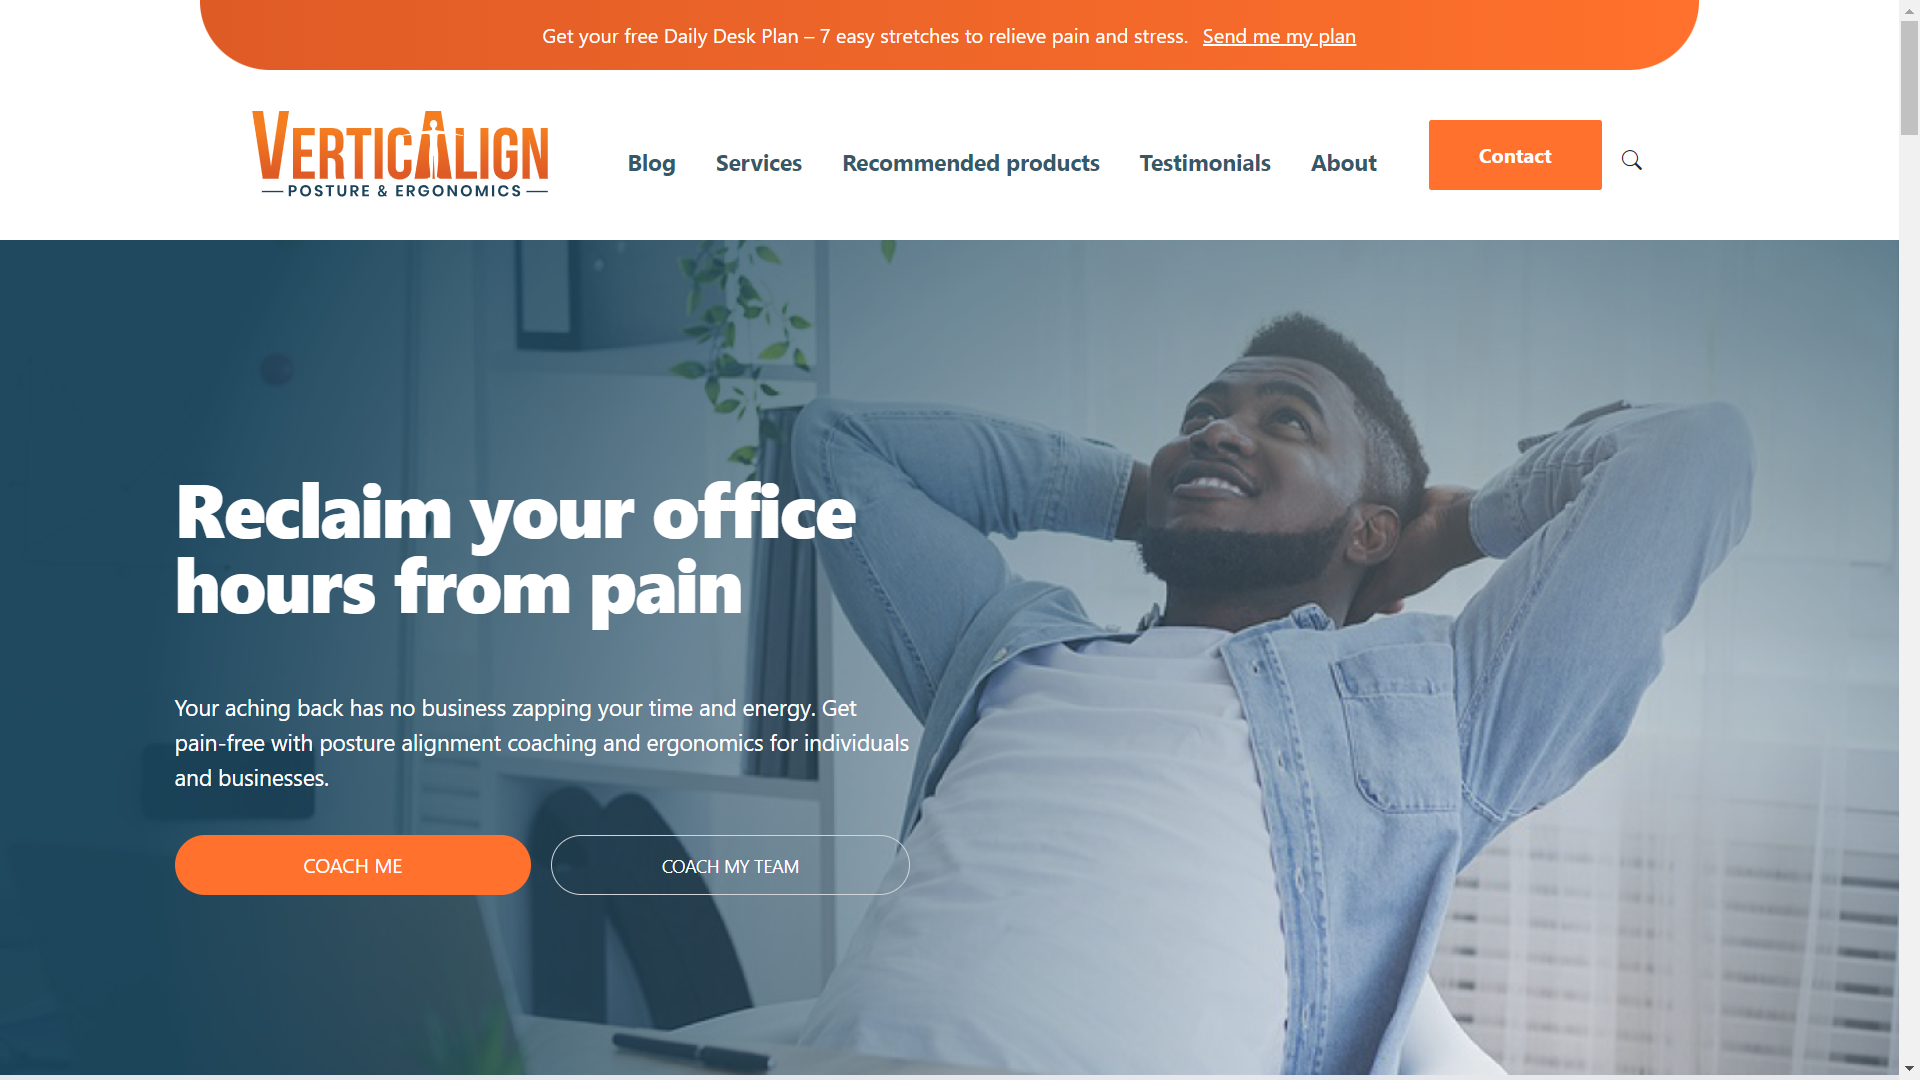 Get your free Daily Desk Plan – 7 easy stretches to relieve pain and stress. Send me my plan
VERTICALIGN
POSTURE & ERGONOMICS
Blog
Services
Recommended products
Testimonials
About
Contact
Reclaim your office
hours from pain
Your aching back has no business zapping your time and energy. Get
pain-free with posture alignment coaching and ergonomics for individuals
and businesses.
COACH ME
COACH MY TEAM